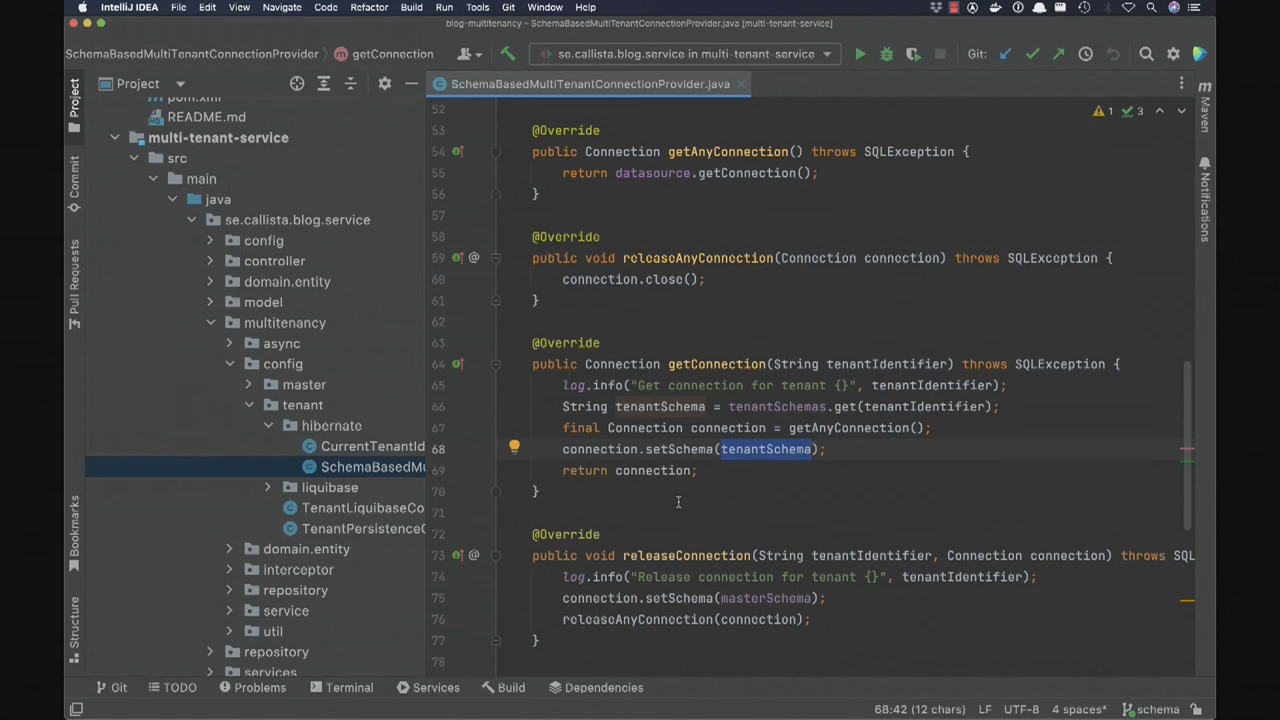 IntelliJ IDEA File Edit View Navigate Code Refactor Build Run Tools Git Window Help
blog-multitenancy – SchemaBasedMultiTenantConnectionProvider.java [multi-tenant-service]
SchemaBasedMultiTenantConnectionProvider getConnection se.callista.blog.service in multi-tenant-service Git:
Project SchemaBasedMultiTenantConnectionProvider.java
README.md
multi-tenant-service
src
main
java
se.callista.blog.service
config
controller
domain.entity
model
multitenancy
async
config
master
tenant
hibernate
CurrentTenantId
SchemaBasedMu
liquibase
TenantLiquibaseCo
TenantPersistenceC
domain.entity
interceptor
repository
service
util
repository
services
Project
Commit
Pull Requests
Bookmarks
Structure
52
53 @Override
54 public Connection getAnyConnection() throws SQLException {
55 return datasource.getConnection();
56 }
57
58 @Override
59 @ public void releaseAnyConnection(Connection connection) throws SQLException {
60 connection.close();
61 }
62
63 @Override
64 public Connection getConnection(String tenantIdentifier) throws SQLException {
65 log.info("Get connection for tenant {}", tenantIdentifier);
66 String tenantSchema = tenantSchemas.get(tenantIdentifier);
67 final Connection connection = getAnyConnection();
68 connection.setSchema(tenantSchema);
69 return connection;
70 }
71
72 @Override
73 @ public void releaseConnection(String tenantIdentifier, Connection connection) throws SQL
74 log.info("Release connection for tenant {}", tenantIdentifier);
75 connection.setSchema(masterSchema);
76 releaseAnyConnection(connection);
77 }
78
1 3
Maven
Notifications
Git TODO Problems Terminal Services Build Dependencies
68:42 (12 chars) LF UTF-8 4 spaces* schema